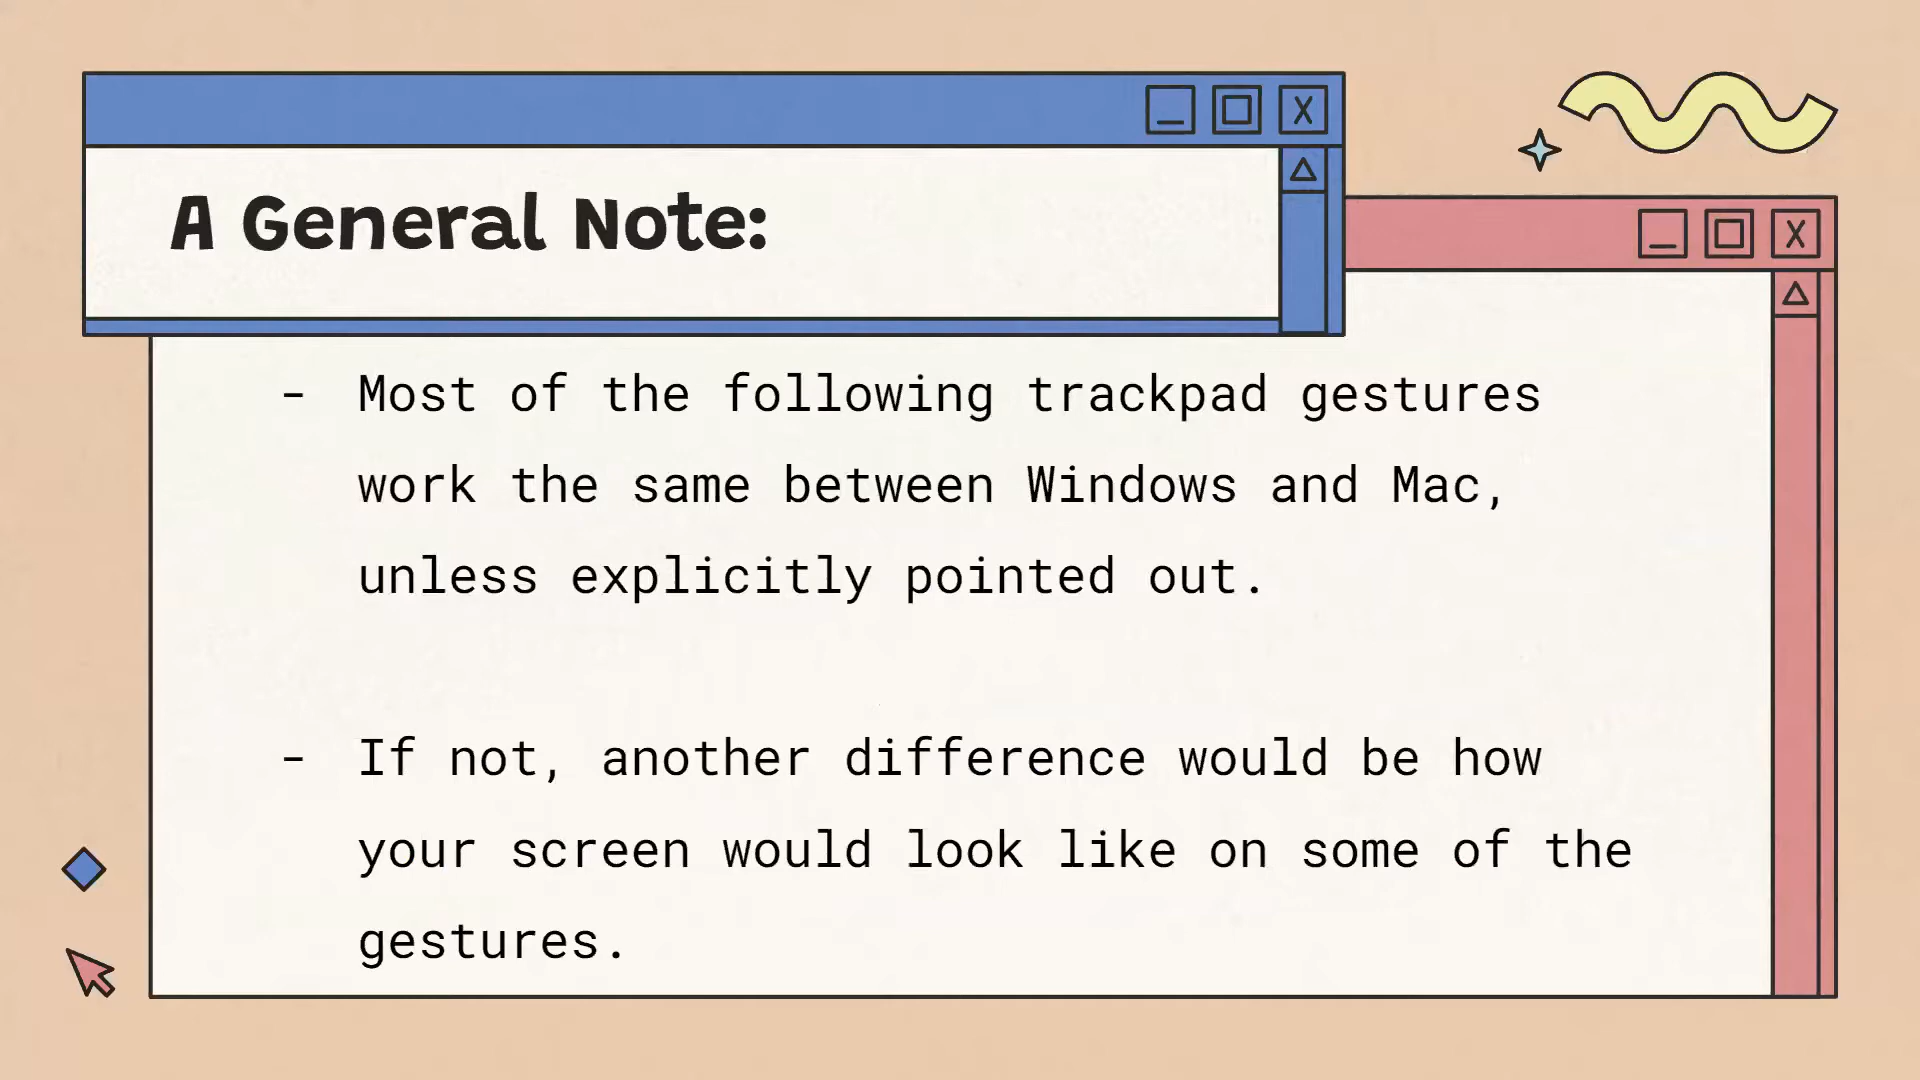 A General Note:
- Most of the following trackpad gestures
work the same between Windows and Mac,
unless explicitly pointed out.
- If not, another difference would be how
your screen would look like on some of the
gestures.